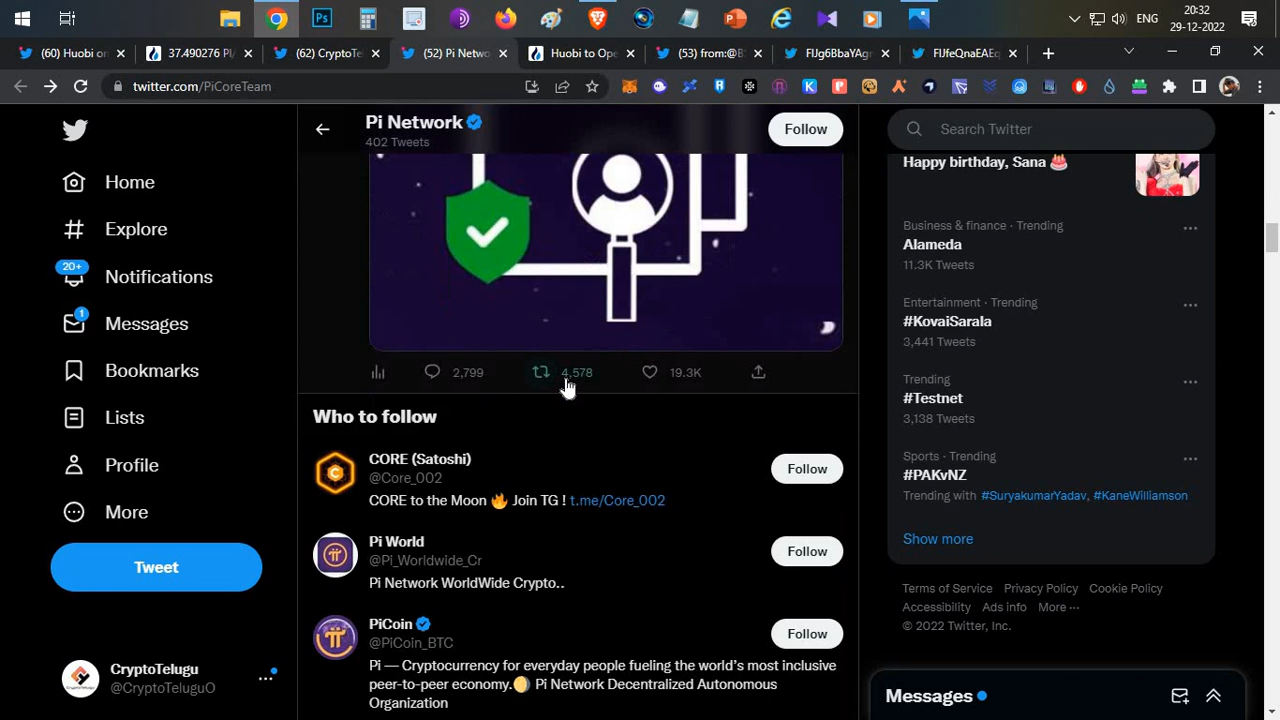 20:32
ENG
29-12-2022
(60) Huobi on
37.490276 PI/
(62) CryptoTe
(52) Pi Netwo
Huobi to Ope
(53) from:@B
FlJg6BbaYAgr
FlJfeQnaEAEq
twitter.com/PiCoreTeam
Pi Network
402 Tweets
Follow
Search Twitter
Home
Explore
20+
Notifications
1
Messages
Bookmarks
Lists
Profile
More
Tweet
CryptoTelugu
@CryptoTeluguO
2,799
4,578
19.3K
Who to follow
CORE (Satoshi)
@Core_002
Follow
CORE to the Moon 🔥 Join TG ! t.me/Core_002
Pi World
@Pi_Worldwide_Cr
Follow
Pi Network WorldWide Crypto..
PiCoin
@PiCoin_BTC
Follow
Pi — Cryptocurrency for everyday people fueling the world's most inclusive
peer-to-peer economy.🌖 Pi Network Decentralized Autonomous
Organization
Happy birthday, Sana 🎂
Business & finance · Trending
Alameda
11.3K Tweets
Entertainment · Trending
#KovaiSarala
3,441 Tweets
Trending
#Testnet
3,138 Tweets
Sports · Trending
#PAKvNZ
Trending with #SuryakumarYadav, #KaneWilliamson
Show more
Terms of Service Privacy Policy Cookie Policy
Accessibility Ads info More ···
© 2022 Twitter, Inc.
Messages